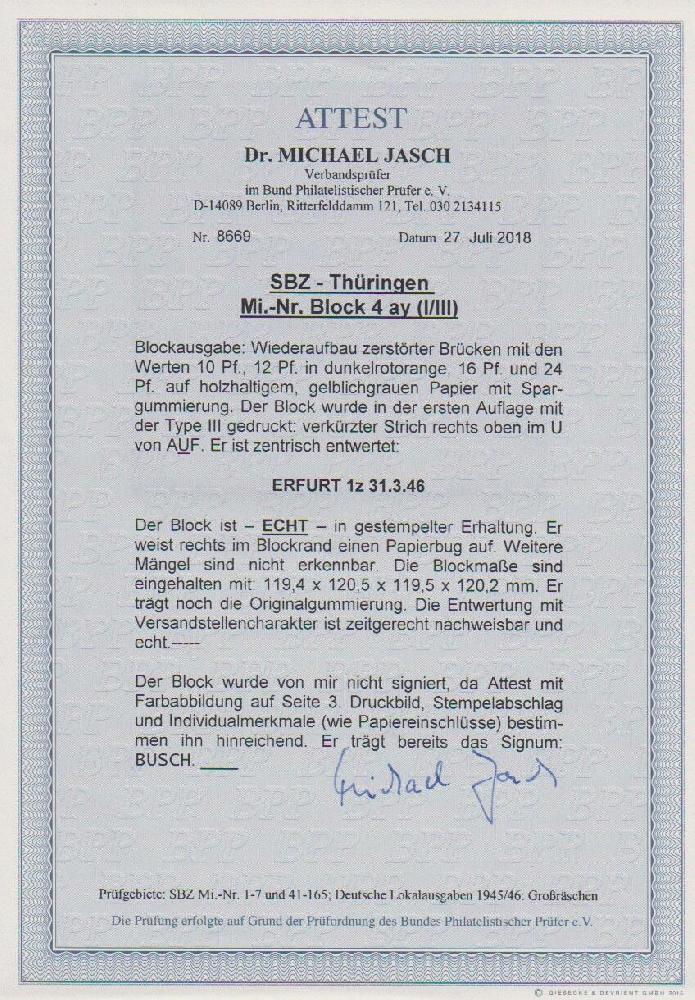 ATTEST
Dr. MICHAEL JASCH
Verbandsprüfer
im Bund Philatelistischer Prüfer e. V.
D-14089 Berlin, Ritterfelddamm 121, Tel. 030 2134115
Nr. 8669 Datum 27. Juli 2018
SBZ - Thüringen
Mi.-Nr. Block 4 ay (I/III)
Blockausgabe: Wiederaufbau zerstörter Brücken mit den
Werten 10 Pf., 12 Pf. in dunkelrotorange, 16 Pf. und 24
Pf. auf holzhaltigem, gelblichgrauen Papier mit Spar-
gummierung. Der Block wurde in der ersten Auflage mit
der Type III gedruckt: verkürzter Strich rechts oben im U
von AUF. Er ist zentrisch entwertet:
ERFURT 1z 31.3.46
Der Block ist – ECHT – in gestempelter Erhaltung. Er
weist rechts im Blockrand einen Papierbug auf. Weitere
Mängel sind nicht erkennbar. Die Blockmaße sind
eingehalten mit: 119,4 x 120,5 x 119,5 x 120,2 mm. Er
trägt noch die Originalgummierung. Die Entwertung mit
Versandstellencharakter ist zeitgerecht nachweisbar und
echt.-----
Der Block wurde von mir nicht signiert, da Attest mit
Farbabbildung auf Seite 3. Druckbild, Stempelabschlag
und Individualmerkmale (wie Papiereinschlüsse) bestim-
men ihn hinreichend. Er trägt bereits das Signum:
BUSCH. ____
Michael Jasch
Prüfgebiete: SBZ Mi.-Nr. 1-7 und 41-165; Deutsche Lokalausgaben 1945/46: Großräschen
Die Prüfung erfolgte auf Grund der Prüfordnung des Bundes Philatelistischer Prüfer e.V.
© GIESECKE & DEVRIENT GMBH 2015